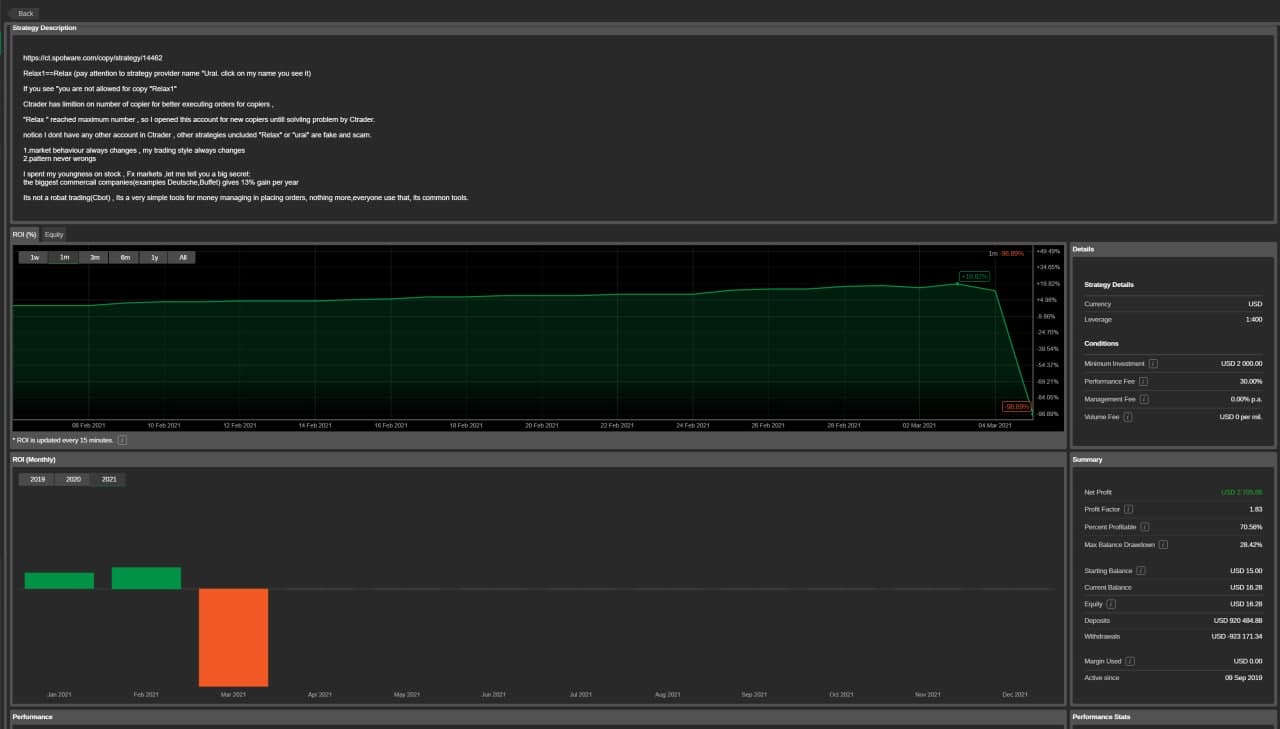 Back
Strategy Description
https://ct.spotware.com/copy/strategy/14462
Relax1==Relax (pay attention to strategy provider name "Urai. click on my name you see it)
If you see "you are not allowed for copy "Relax1"
Ctrader has limition on number of copier for better executing orders for copiers ,
"Relax " reached maximum number , so I opened this account for new copiers untill solviing problem by Ctrader.
notice I dont have any other account in Ctrader , other strategies uncluded "Relax" or "urai" are fake and scam.
1.market behaviour always changes , my trading style always changes
2.pattern never wrongs
I spent my youngness on stock , Fx markets ,let me tell you a big secret:
the biggest commercail companies(examples Deutsche,Buffet) gives 13% gain per year
Its not a robat trading(Cbot) , Its a very simple tools for money managing in placing orders, nothing more,everyone use that, its common tools.
ROI (%) Equity
1w 1m 3m 6m 1y All
1m -98.89%
+49.49%
+34.65%
+19.82%
+19.82%
+4.98%
-9.86%
-24.70%
-39.54%
-54.37%
-69.21%
-84.05%
-98.89%
-98.89%
06 Feb 2021 10 Feb 2021 12 Feb 2021 14 Feb 2021 16 Feb 2021 18 Feb 2021 20 Feb 2021 22 Feb 2021 24 Feb 2021 26 Feb 2021 28 Feb 2021 02 Mar 2021 04 Mar 2021
* ROI is updated every 15 minutes. i
Details
Strategy Details
Currency USD
Leverage 1:400
Conditions
Minimum Investment i USD 2 000.00
Performance Fee i 30.00%
Management Fee i 0.00% p.a.
Volume Fee i USD 0 per mil.
ROI (Monthly)
2019 2020 2021
Jan 2021 Feb 2021 Mar 2021 Apr 2021 May 2021 Jun 2021 Jul 2021 Aug 2021 Sep 2021 Oct 2021 Nov 2021 Dec 2021
Summary
Net Profit USD
Profit Factor i 1.83
Percent Profitable i 70.56%
Max Balance Drawdown i 28.42%
Starting Balance i USD 15.00
Current Balance USD 16.28
Equity i USD 16.28
Deposits USD 920 484.88
Withdrawals USD -923 171.34
Margin Used i USD 0.00
Active since 09 Sep 2019
Performance
Performance Stats